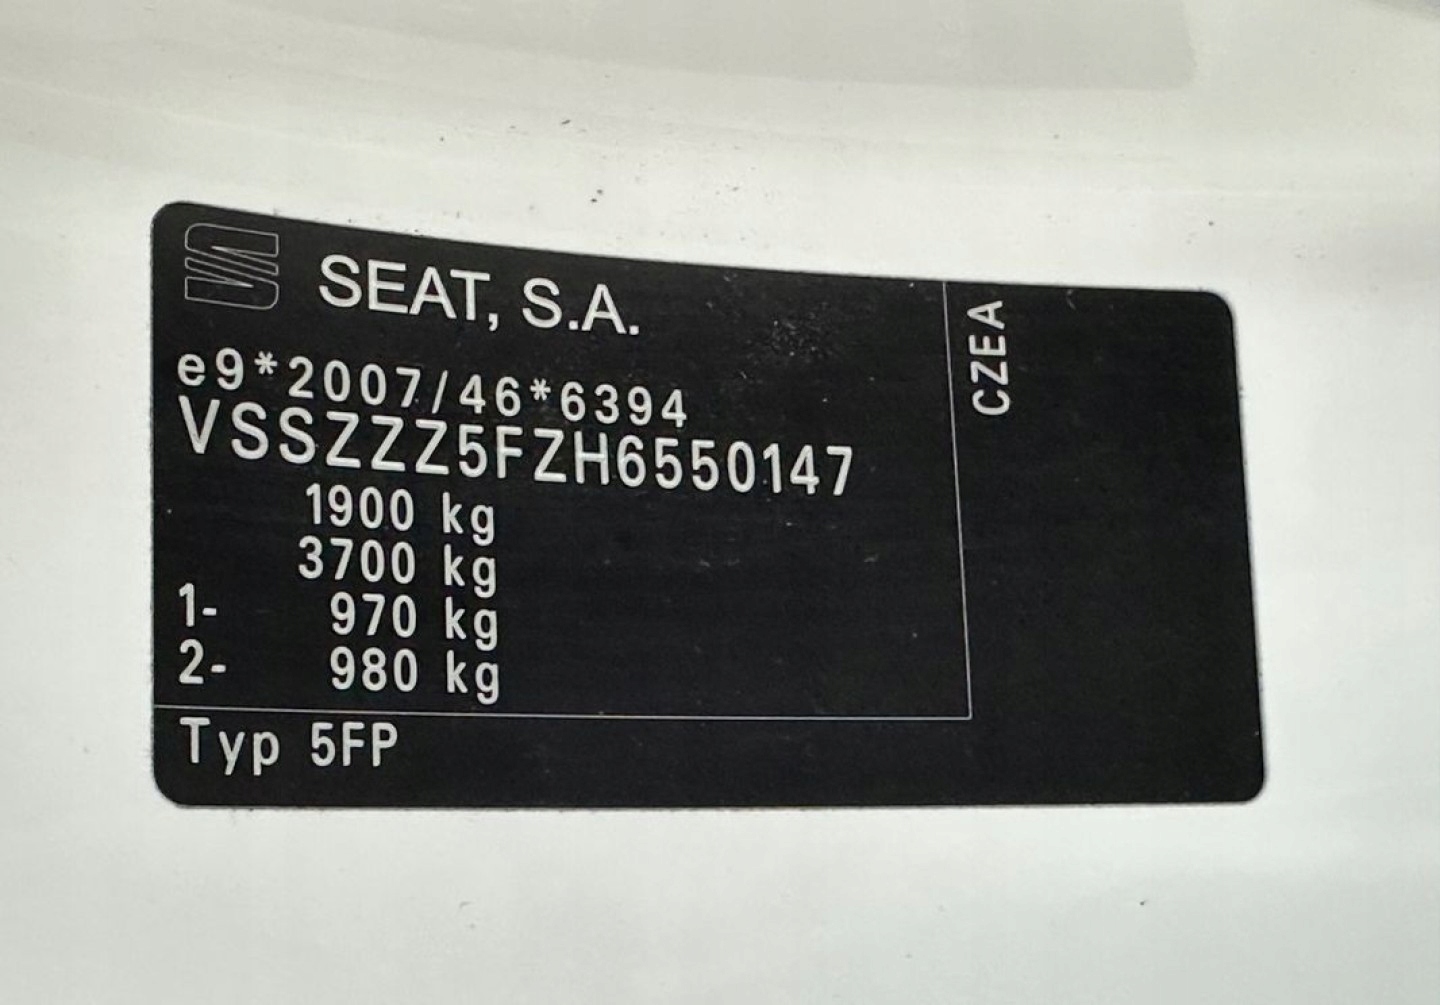 SEAT, S.A.
e9*2007/46*6394
VSSZZZ5FZH6550147
1900 kg
3700 kg
1- 970 kg
2- 980 kg
Typ 5FP
CZEA